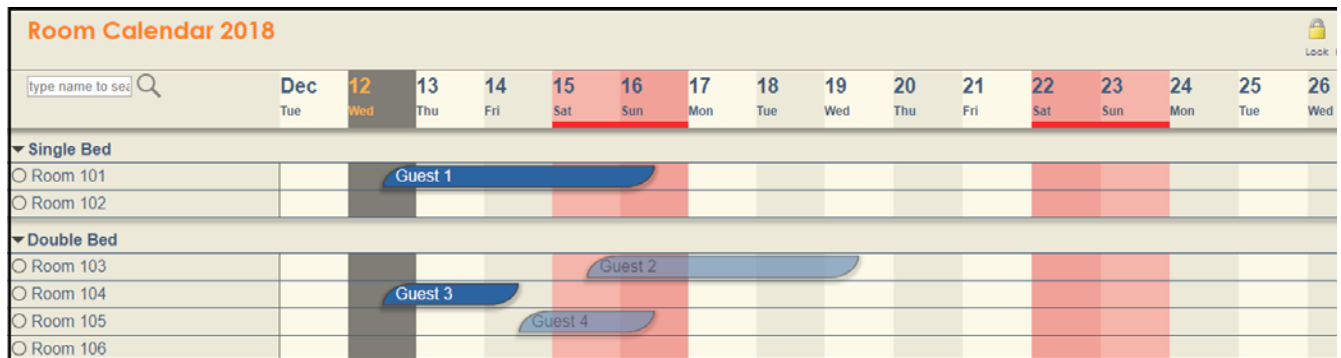 Room Calendar 2018
Lock
type name to sea
Dec 12 13 14 15 16 17 18 19 20 21 22 23 24 25 26
Tue Wed Thu Fri Sat Sun Mon Tue Wed Thu Fri Sat Sun Mon Tue Wed
Single Bed
Room 101 Guest 1
Room 102
Double Bed
Room 103 Guest 2
Room 104 Guest 3
Room 105 Guest 4
Room 106